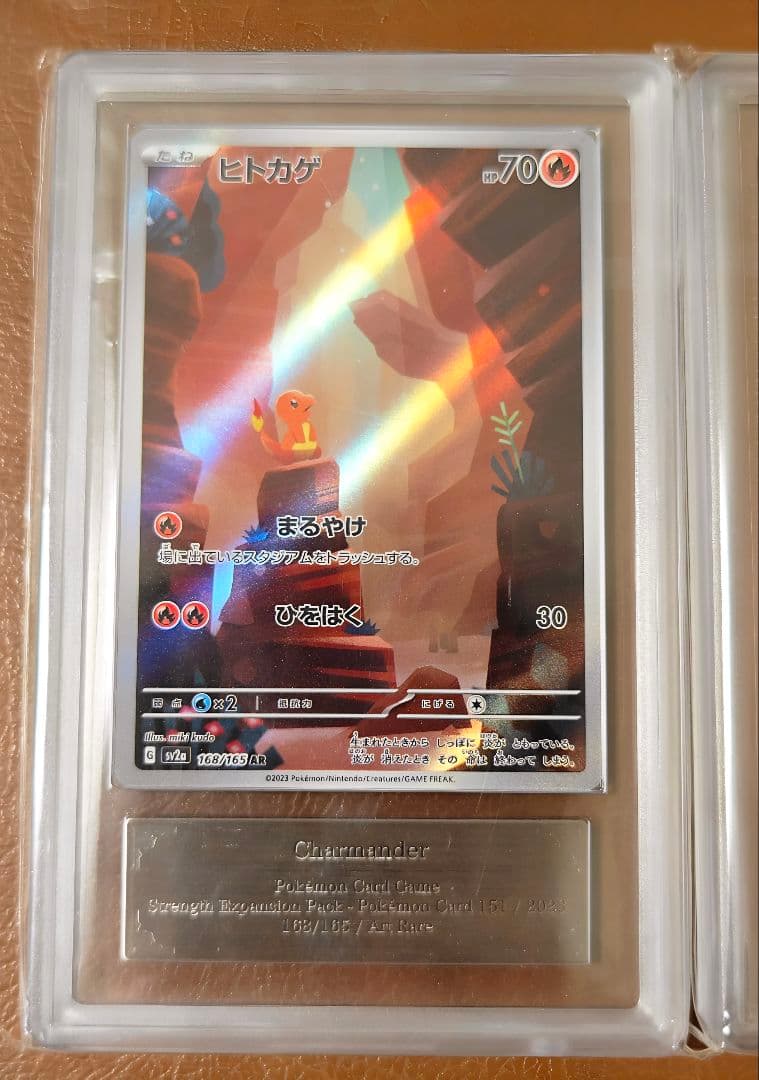 たね ヒトカゲ HP70
まるやけ
場に出ているスタジアムをトラッシュする。
ひをはく 30
弱点 ×2 抵抗力 にげる
Illus. miki kudo
生まれたときから しっぽに 炎が ともっている。
炎が 消えたとき その 命は 終わって しまう。
G sv2a 168/165 AR
©2023 Pokémon/Nintendo/Creatures/GAME FREAK.
Charmander
Pokémon Card Game
Strength Expansion Pack - Pokémon Card 151 / 2023
168/165 / Art Rare